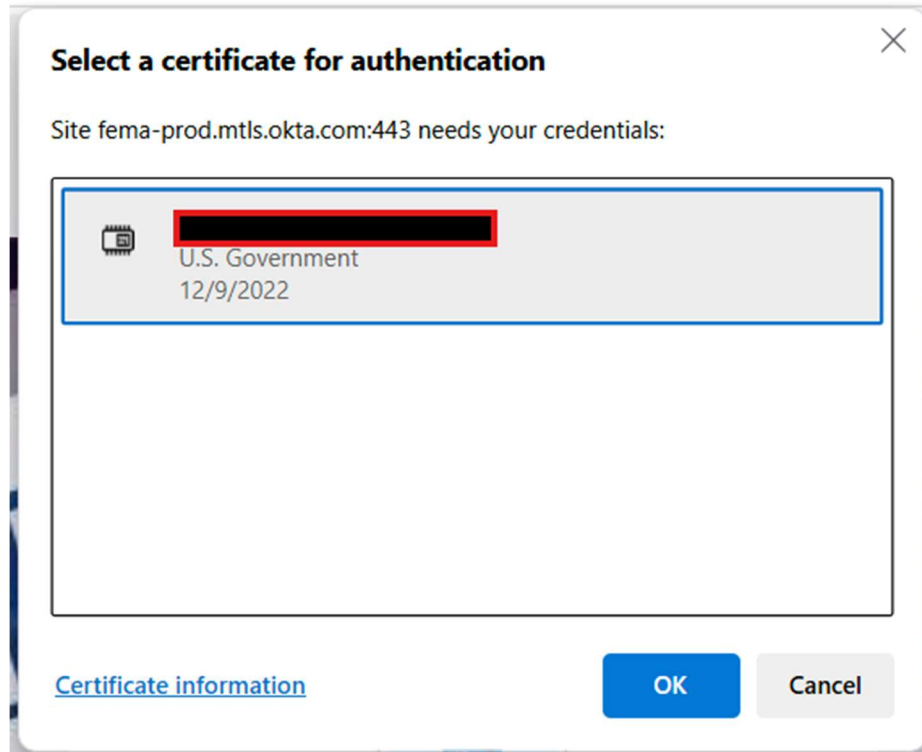 Select a certificate for authentication
Site fema-prod.mtls.okta.com:443 needs your credentials:
U.S. Government
12/9/2022
Certificate information
OK
Cancel